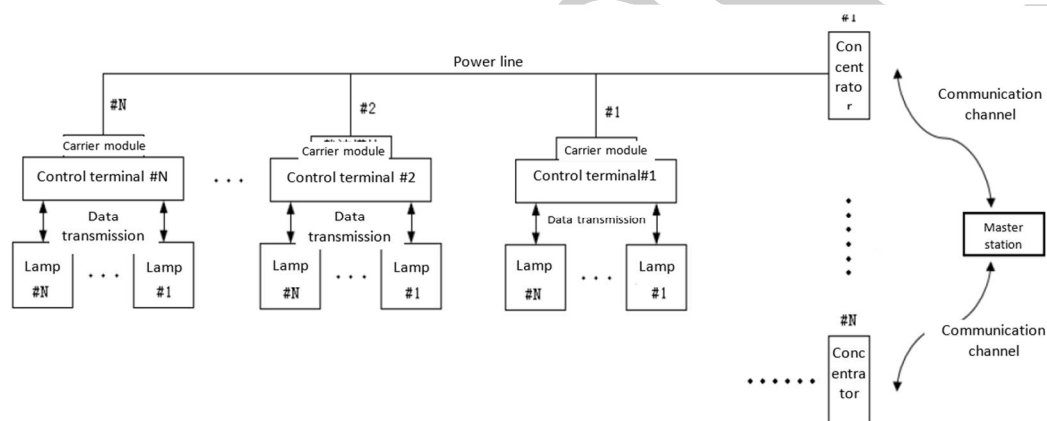 #1
Con
cent
rato
r
Power line
Communication
channel
#N
#2
#1
Carrier module
Carrier module
Carrier module
Control terminal #N
. . .
Control terminal #2
Control terminal#1
Data
transmission
Data
transmission
Data transmission
Master
station
Lamp
#N
. . .
Lamp
#1
Lamp
#N
. . .
Lamp
#1
Lamp
#N
. . .
Lamp
#1
#N
Conc
entra
tor
Communication
channel